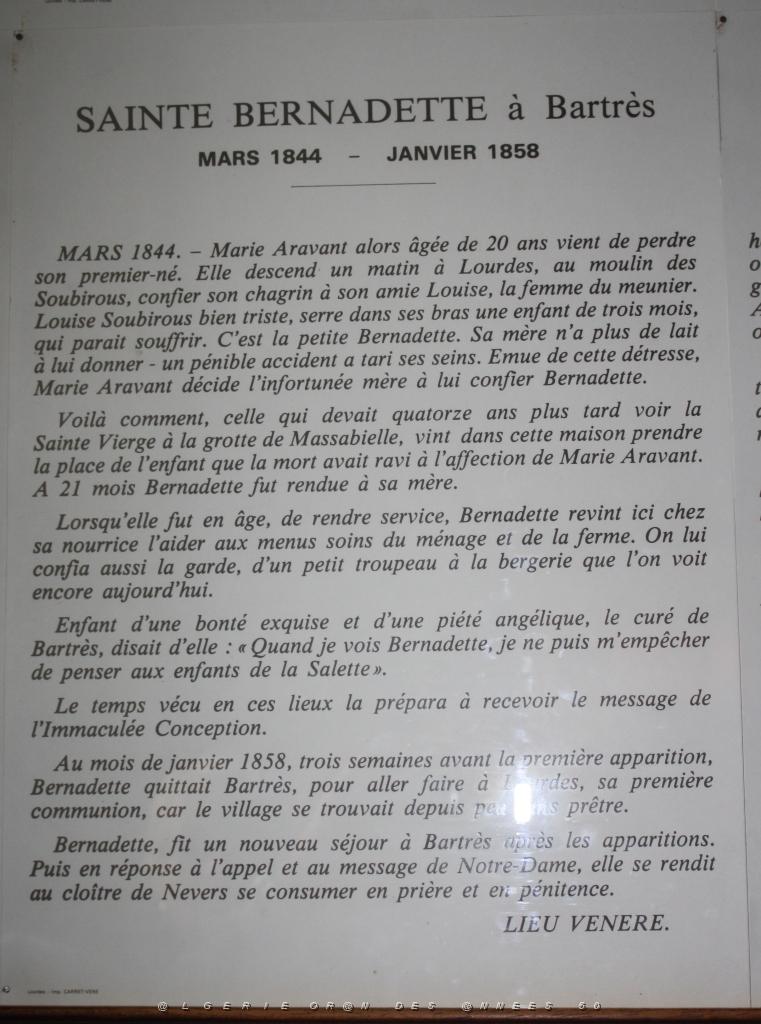 SAINTE BERNADETTE à Bartrès
MARS 1844 – JANVIER 1858
MARS 1844. – Marie Aravant alors âgée de 20 ans vient de perdre
son premier-né. Elle descend un matin à Lourdes, au moulin des
Soubirous, confier son chagrin à son amie Louise, la femme du meunier.
Louise Soubirous bien triste, serre dans ses bras une enfant de trois mois,
qui parait souffrir. C'est la petite Bernadette. Sa mère n'a plus de lait
à lui donner - un pénible accident a tari ses seins. Emue de cette détresse,
Marie Aravant décide l'infortunée mère à lui confier Bernadette.
Voilà comment, celle qui devait quatorze ans plus tard voir la
Sainte Vierge à la grotte de Massabielle, vint dans cette maison prendre
la place de l'enfant que la mort avait ravi à l'affection de Marie Aravant.
A 21 mois Bernadette fut rendue à sa mère.
Lorsqu'elle fut en âge, de rendre service, Bernadette revint ici chez
sa nourrice l'aider aux menus soins du ménage et de la ferme. On lui
confia aussi la garde, d'un petit troupeau à la bergerie que l'on voit
encore aujourd'hui.
Enfant d'une bonté exquise et d'une piété angélique, le curé de
Bartrès, disait d'elle : « Quand je vois Bernadette, je ne puis m'empêcher
de penser aux enfants de la Salette ».
Le temps vécu en ces lieux la prépara à recevoir le message de
l'Immaculée Conception.
Au mois de janvier 1858, trois semaines avant la première apparition,
Bernadette quittait Bartrès, pour aller faire à Lourdes, sa première
communion, car le village se trouvait depuis peu sans prêtre.
Bernadette, fit un nouveau séjour à Bartrès après les apparitions.
Puis en réponse à l'appel et au message de Notre-Dame, elle se rendit
au cloître de Nevers se consumer en prière et en pénitence.
LIEU VENERE.
Lourdes - Imp. CARRET-VENE
@LGERIE OR@N DES @NNEES 50